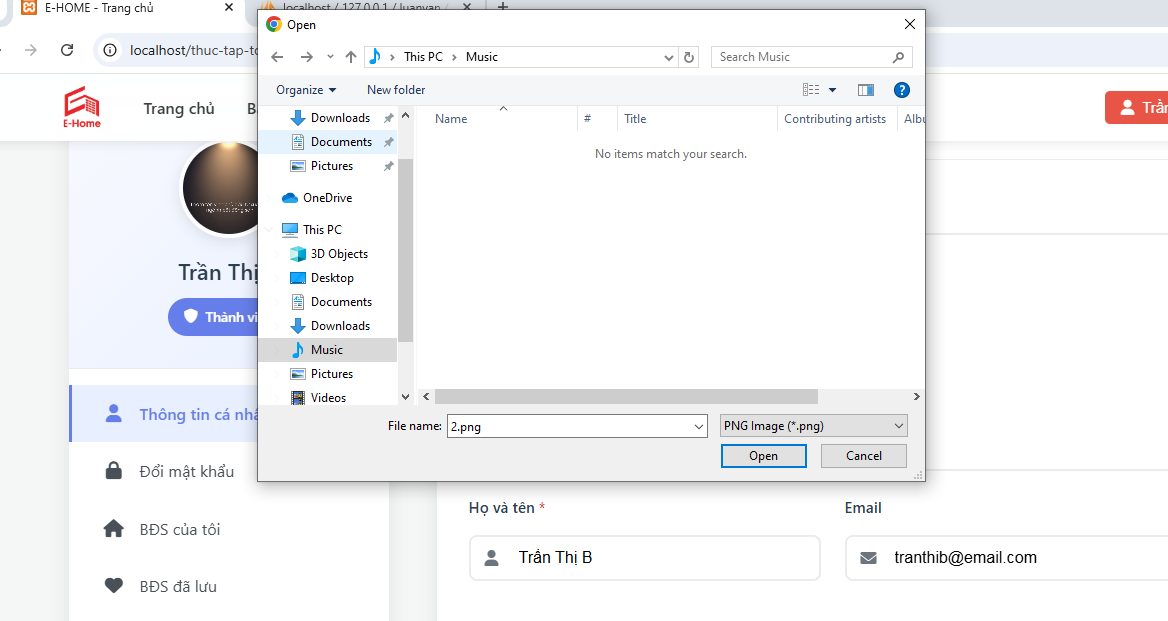 E-HOME - Trang chủ
localhost / 127.0.0.1 / luanvan
localhost/thuc-tap-to
E-Home
Trang chủ
B
Trần
Open
This PC > Music
Search Music
Organize
New folder
Downloads
Documents
Pictures
OneDrive
This PC
3D Objects
Desktop
Documents
Downloads
Music
Pictures
Videos
Name
#
Title
Contributing artists
Albu
No items match your search.
File name:
2.png
PNG Image (*.png)
Open
Cancel
Trần Thị
Thành vi
Thông tin cá nhâ
Đổi mật khẩu
BĐS của tôi
BĐS đã lưu
Họ và tên *
Trần Thị B
Email
tranthib@email.com